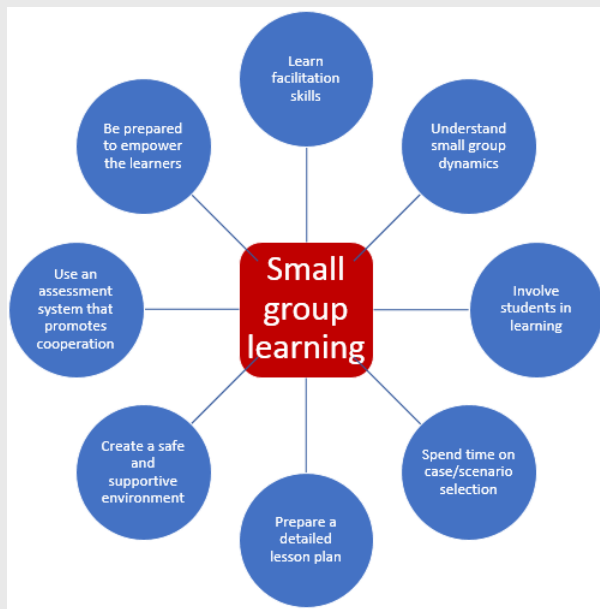 Learn
facilitation
skills
Understand
small group
dynamics
Involve
students in
learning
Spend time on
case/scenario
selection
Prepare a
detailed
lesson plan
Create a safe
and
supportive
environment
Use an
assessment
system that
promotes
cooperation
Be prepared
to empower
the learners
Small
group
learning